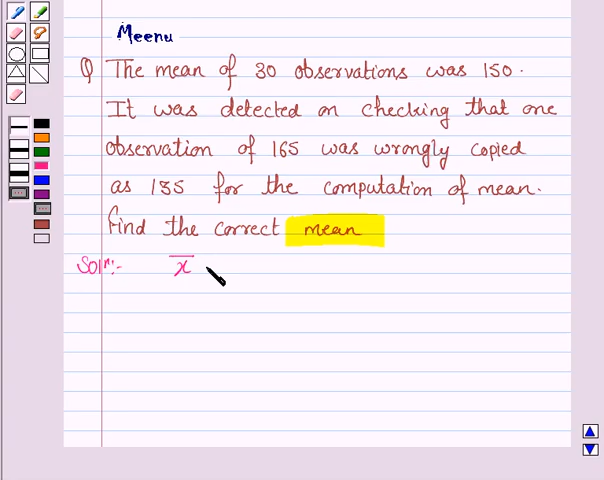 Meenu
Q The mean of 30 observations was 150.
It was detected on checking that one
observation of 165 was wrongly copied
as 135 for the computation of mean.
Find the correct mean
Solⁿ:- x̅